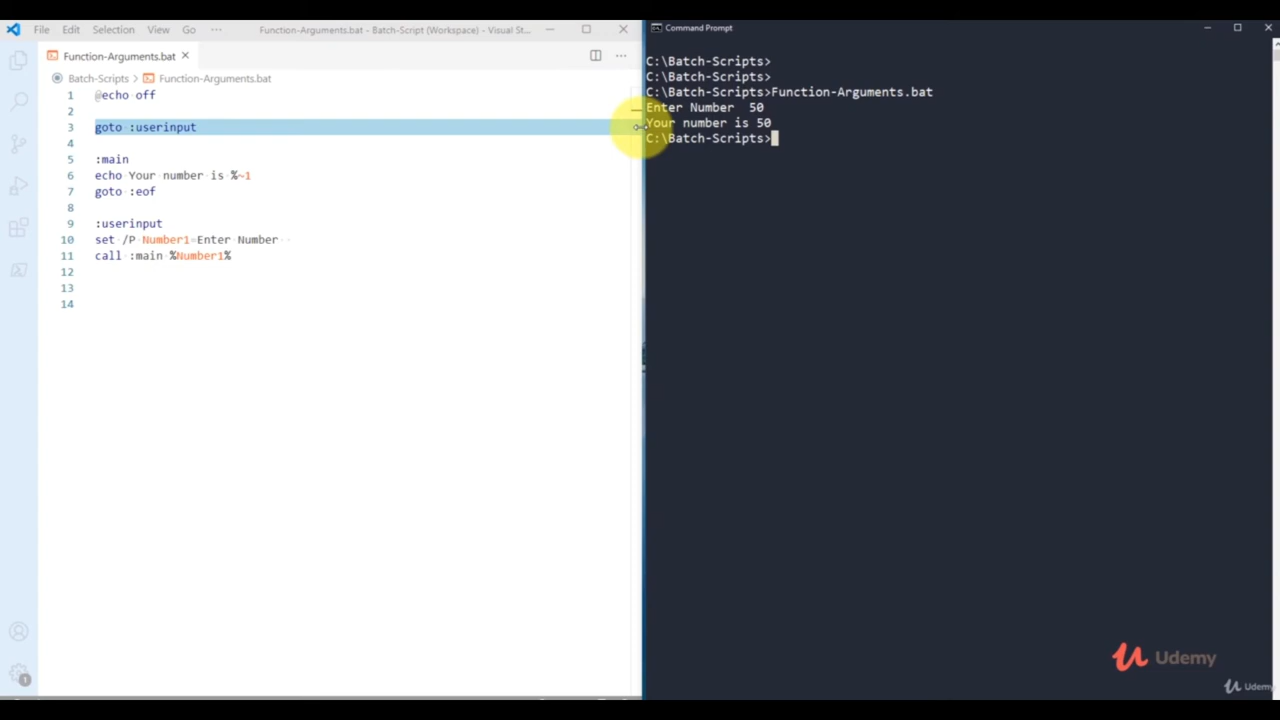 File Edit Selection View Go ··· Function-Arguments.bat - Batch-Script (Workspace) - Visual St...
Function-Arguments.bat
Batch-Scripts > Function-Arguments.bat
1 @echo off
2
3 goto :userinput
4
5 :main
6 echo Your number is %~1
7 goto :eof
8
9 :userinput
10 set /P Number1=Enter Number
11 call :main %Number1%
12
13
14
1
Command Prompt
C:\Batch-Scripts>
C:\Batch-Scripts>
C:\Batch-Scripts>Function-Arguments.bat
Enter Number 50
Your number is 50
C:\Batch-Scripts>
Udemy
Udemy